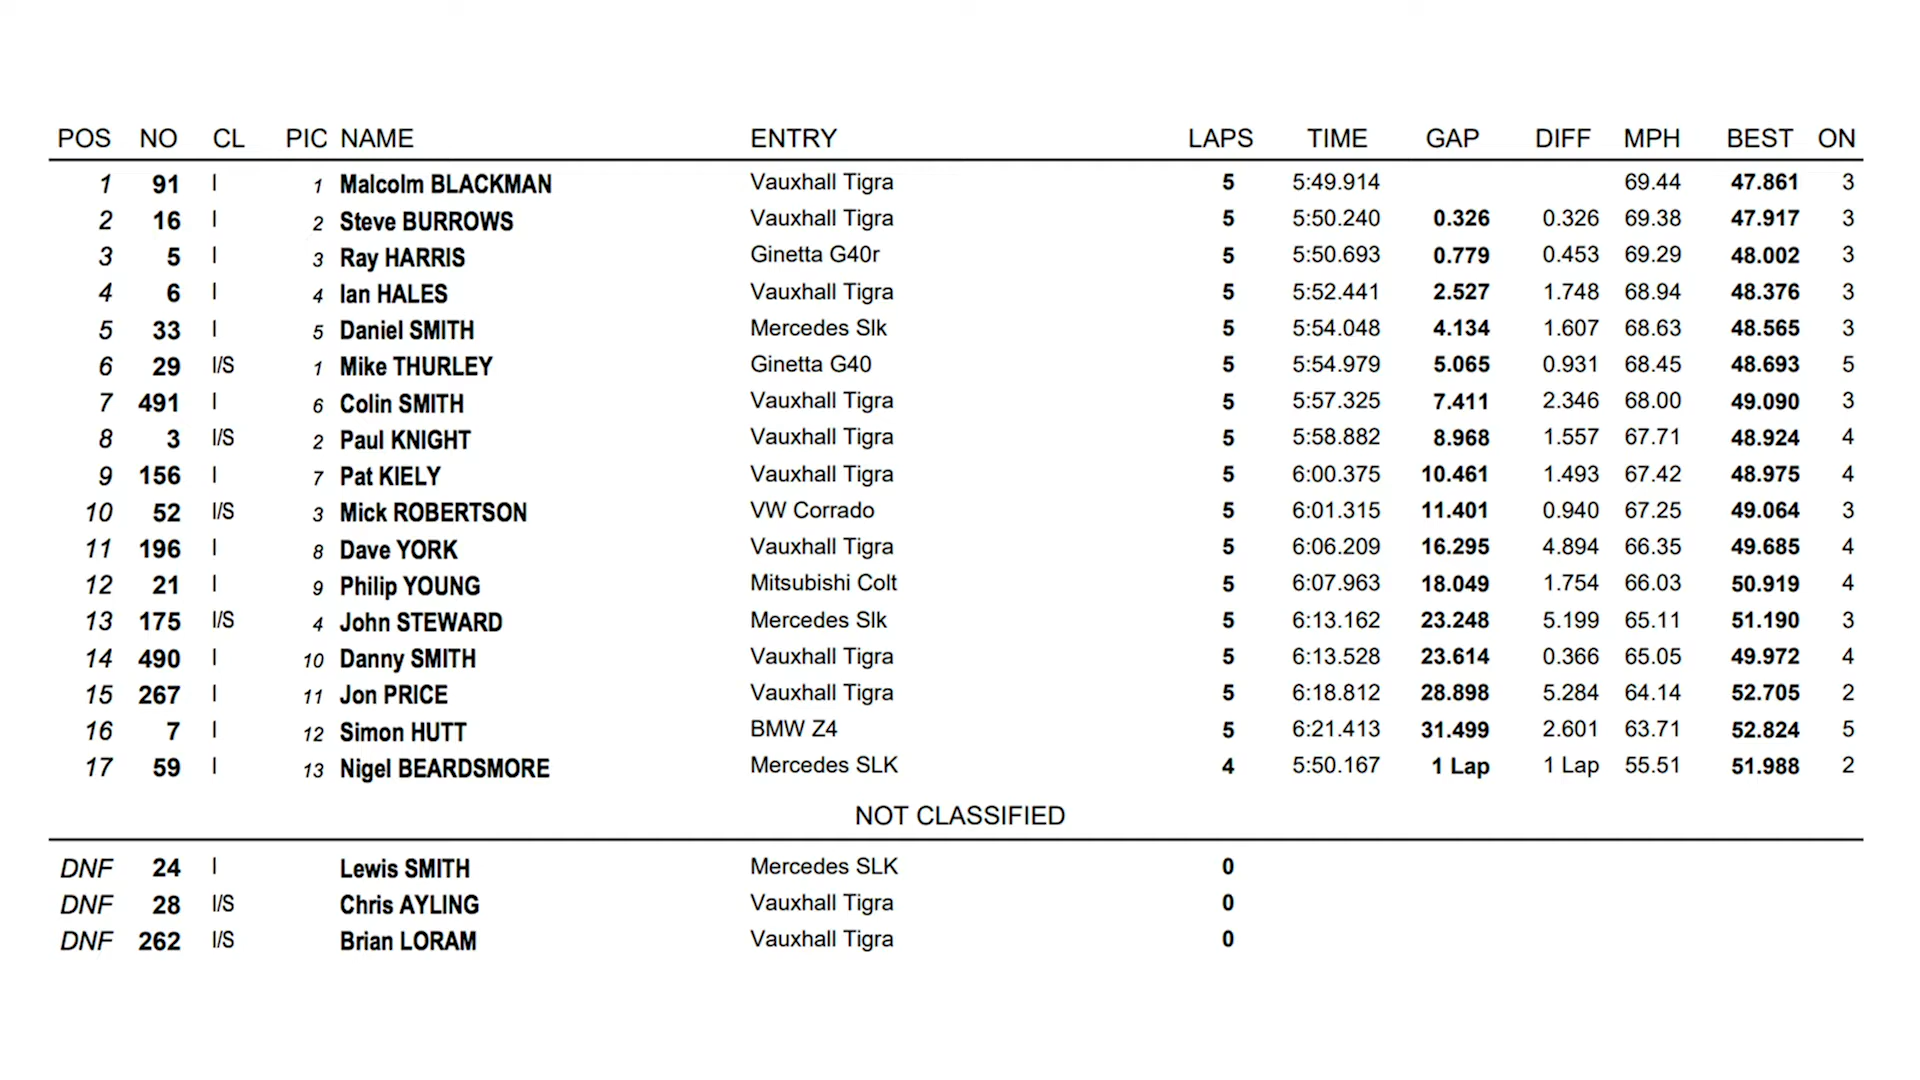 POS NO CL PIC NAME ENTRY LAPS TIME GAP DIFF MPH BEST ON
1 91 I 1 Malcolm BLACKMAN Vauxhall Tigra 5 5:49.914 69.44 47.861 3
2 16 I 2 Steve BURROWS Vauxhall Tigra 5 5:50.240 0.326 0.326 69.38 47.917 3
3 5 I 3 Ray HARRIS Ginetta G40r 5 5:50.693 0.779 0.453 69.29 48.002 3
4 6 I 4 Ian HALES Vauxhall Tigra 5 5:52.441 2.527 1.748 68.94 48.376 3
5 33 I 5 Daniel SMITH Mercedes Slk 5 5:54.048 4.134 1.607 68.63 48.565 3
6 29 I/S 1 Mike THURLEY Ginetta G40 5 5:54.979 5.065 0.931 68.45 48.693 5
7 491 I 6 Colin SMITH Vauxhall Tigra 5 5:57.325 7.411 2.346 68.00 49.090 3
8 3 I/S 2 Paul KNIGHT Vauxhall Tigra 5 5:58.882 8.968 1.557 67.71 48.924 4
9 156 I 7 Pat KIELY Vauxhall Tigra 5 6:00.375 10.461 1.493 67.42 48.975 4
10 52 I/S 3 Mick ROBERTSON VW Corrado 5 6:01.315 11.401 0.940 67.25 49.064 3
11 196 I 8 Dave YORK Vauxhall Tigra 5 6:06.209 16.295 4.894 66.35 49.685 4
12 21 I 9 Philip YOUNG Mitsubishi Colt 5 6:07.963 18.049 1.754 66.03 50.919 4
13 175 I/S 4 John STEWARD Mercedes Slk 5 6:13.162 23.248 5.199 65.11 51.190 3
14 490 I 10 Danny SMITH Vauxhall Tigra 5 6:13.528 23.614 0.366 65.05 49.972 4
15 267 I 11 Jon PRICE Vauxhall Tigra 5 6:18.812 28.898 5.284 64.14 52.705 2
16 7 I 12 Simon HUTT BMW Z4 5 6:21.413 31.499 2.601 63.71 52.824 5
17 59 I 13 Nigel BEARDSMORE Mercedes SLK 4 5:50.167 1 Lap 1 Lap 55.51 51.988 2
NOT CLASSIFIED
DNF 24 I Lewis SMITH Mercedes SLK 0
DNF 28 I/S Chris AYLING Vauxhall Tigra 0
DNF 262 I/S Brian LORAM Vauxhall Tigra 0